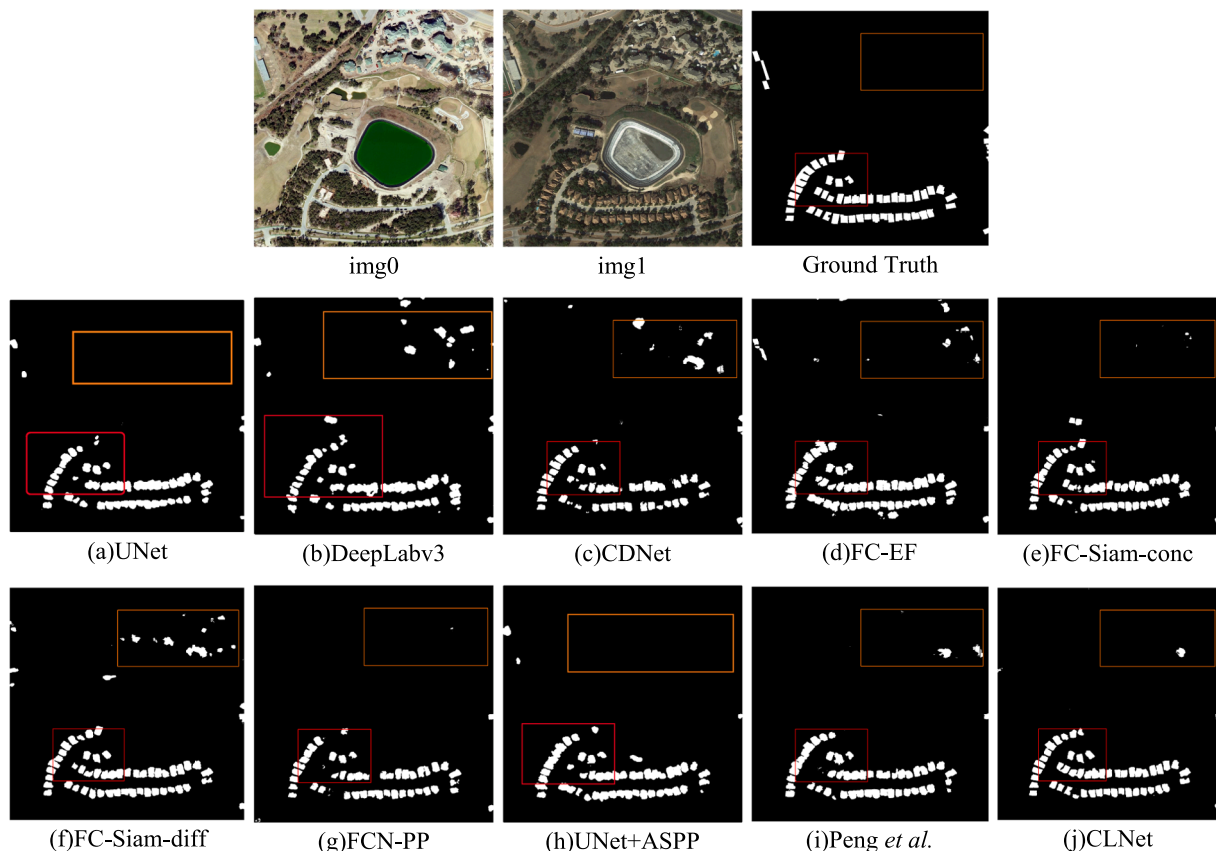 img0 img1 Ground Truth
(a)UNet (b)DeepLabv3 (c)CDNet (d)FC-EF (e)FC-Siam-conc
(f)FC-Siam-diff (g)FCN-PP (h)UNet+ASPP (i)Peng et al. (j)CLNet